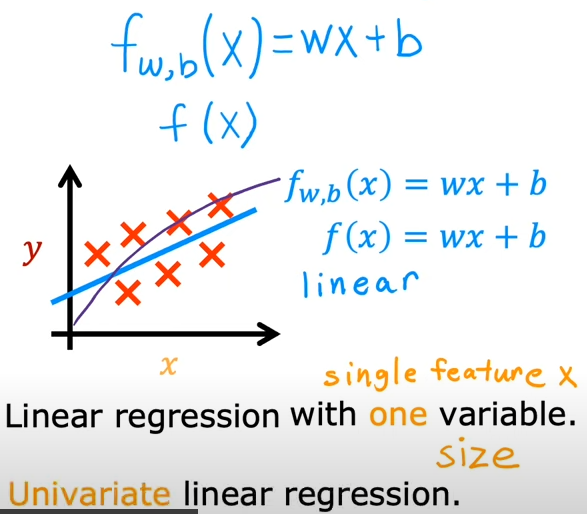 f_{w,b}(x) = wx + b
f(x)
f_{w,b}(x) = wx + b
f(x) = wx + b
linear
y
x
single feature x
Linear regression with one variable.
size
Univariate linear regression.